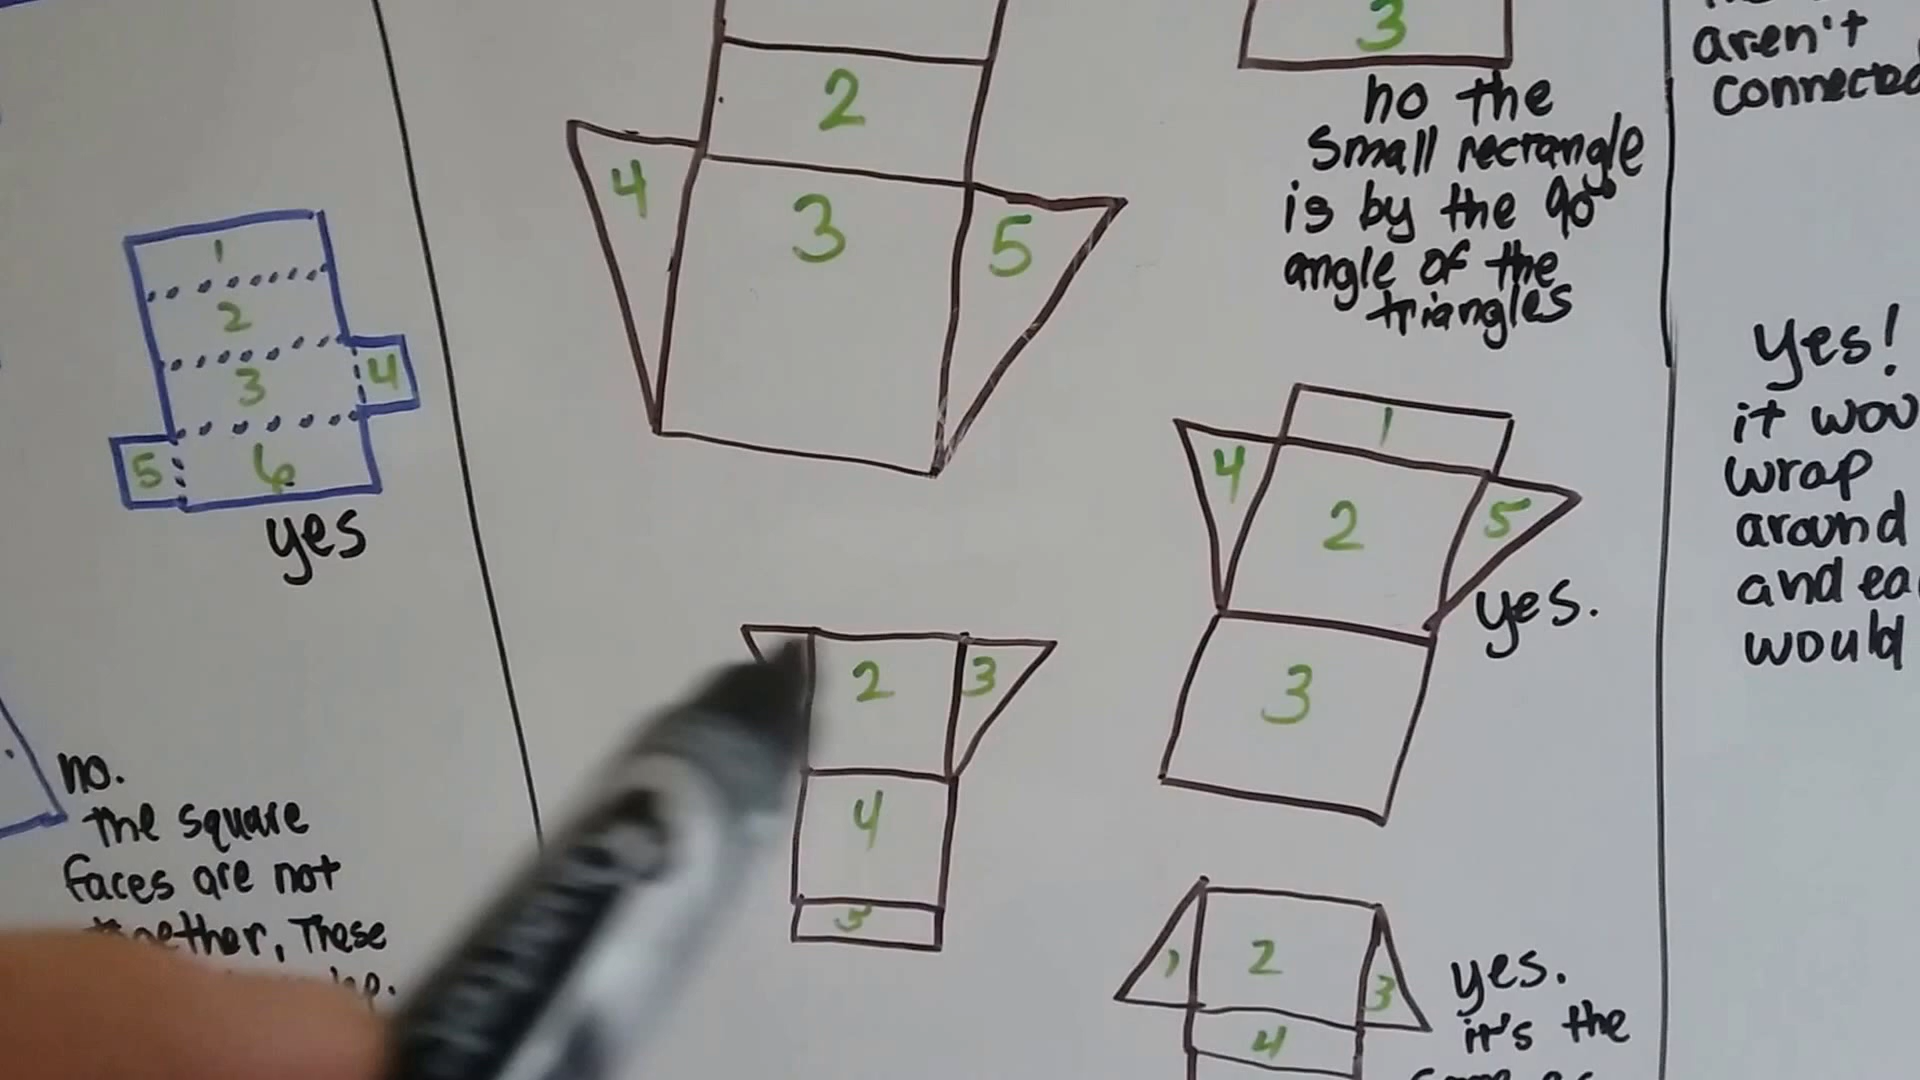 1
2
3
4
5
6
yes
no.
the square
faces are not
together, These
2
3
4
5
3
no the
small rectangle
is by the 90°
angle of the
triangles
1
2
3
4
5
yes.
2
3
4
5
1
2
3
4
yes.
it's the
aren't
connected
yes!
it wou
wrap
around
and ea
would